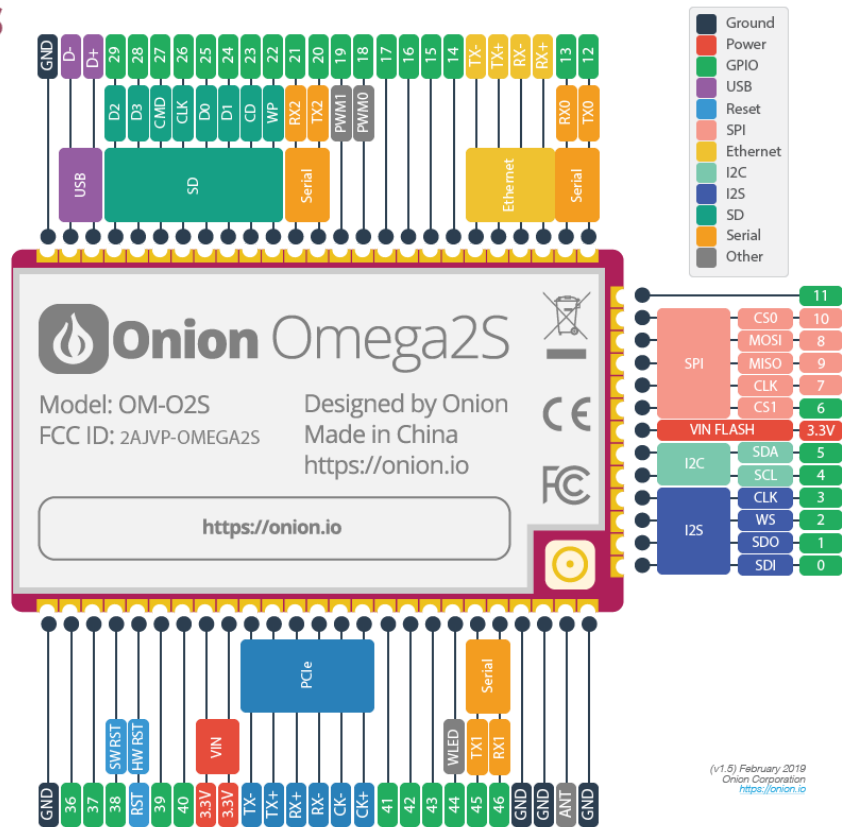 S
GND D- D+ 29 28 27 26 25 24 23 22 21 20 19 18 17 16 15 14 TX- TX+ RX- RX+ 13 12
D2 D3 CMD CLK D0 D1 CD WP RX2 TX2 PWM1 PWM0 RX0 TX0
USB SD Serial Ethernet Serial
Ground
Power
GPIO
USB
Reset
SPI
Ethernet
I2C
I2S
SD
Serial
Other
Onion Omega2S
Model: OM-O2S
FCC ID: 2AJVP-OMEGA2S
Designed by Onion
Made in China
https://onion.io
CE
FC
https://onion.io
11
SPI
CS0 10
MOSI 8
MISO 9
CLK 7
CS1 6
VIN FLASH 3.3V
I2C
SDA 5
SCL 4
I2S
CLK 3
WS 2
SDO 1
SDI 0
PCIe Serial
SW RST HW RST VIN WLED TX1 RX1
GND 36 37 38 RST 39 40 3.3V 3.3V TX- TX+ RX+ RX- CK- CK+ 41 42 43 44 45 46 GND GND ANT GND
(v1.5) February 2019
Onion Corporation
https://onion.io